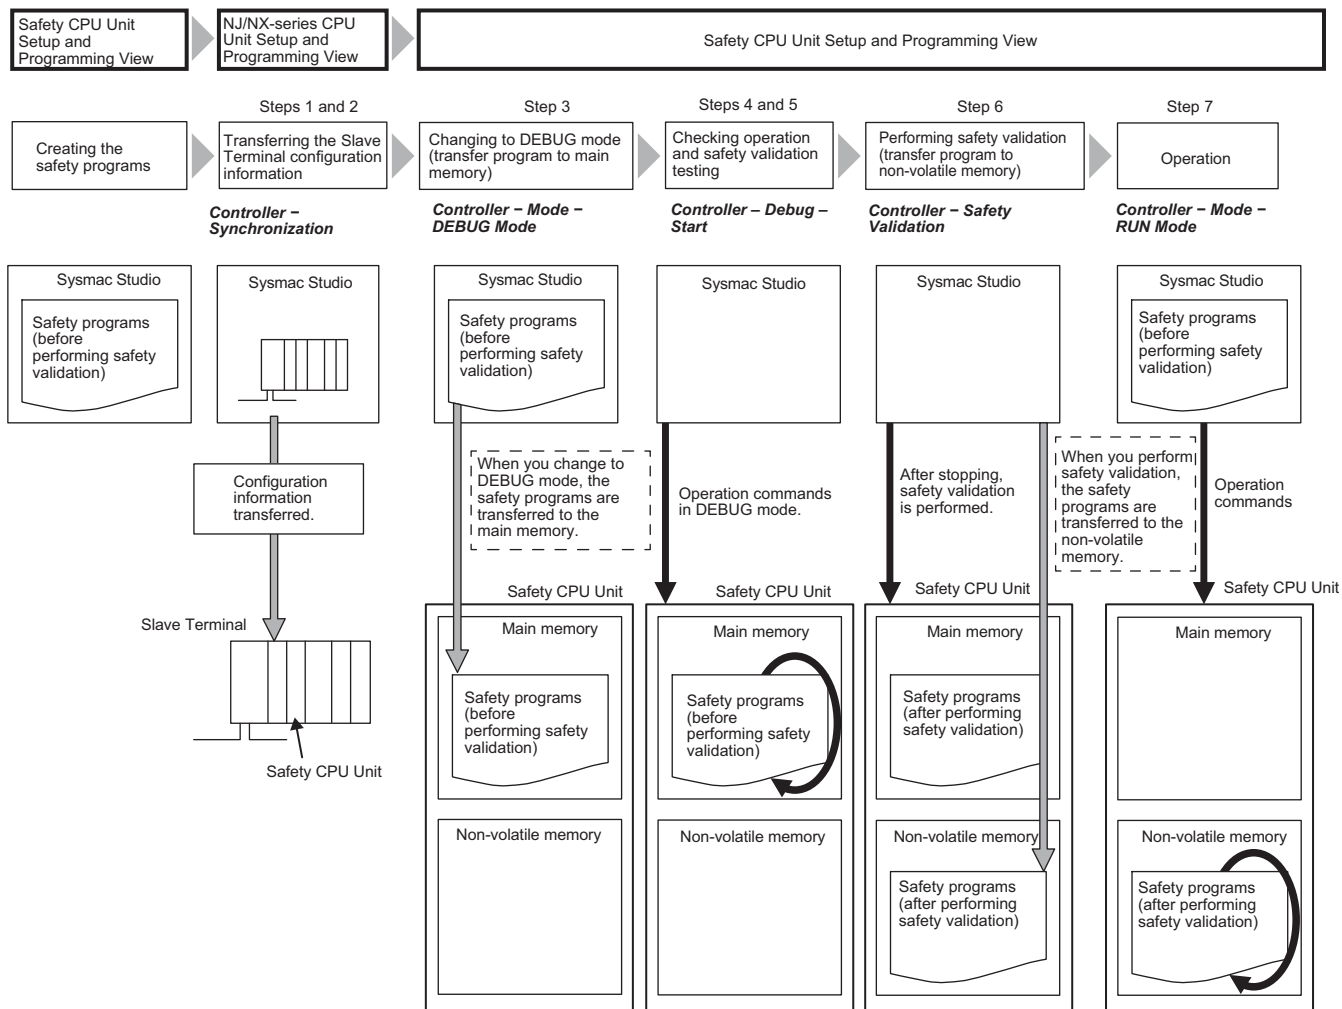 Safety CPU Unit
Setup and
Programming View
NJ/NX-series CPU
Unit Setup and
Programming View
Safety CPU Unit Setup and Programming View
Steps 1 and 2
Step 3
Steps 4 and 5
Step 6
Step 7
Creating the
safety programs
Transferring the Slave
Terminal configuration
information
Changing to DEBUG mode
(transfer program to main
memory)
Checking operation
and safety validation
testing
Performing safety validation
(transfer program to
non-volatile memory)
Operation
Controller − 
Synchronization
Controller − Mode −
DEBUG Mode
Controller – Debug –
Start
Controller − Safety
Validation
Controller − Mode −
RUN Mode
Sysmac Studio
Safety programs
(before
performing safety
validation)
Sysmac Studio
Sysmac Studio
Safety programs
(before
performing safety
validation)
Sysmac Studio
Sysmac Studio
Sysmac Studio
Safety programs
(before
performing safety
validation)
Configuration
information
transferred.
When you change to
DEBUG mode, the
safety programs are
transferred to the
main memory.
Operation commands
in DEBUG mode.
After stopping,
safety validation
is performed.
When you perform
safety validation,
the safety
programs are
transferred to the
non-volatile
memory.
Operation
commands
Slave Terminal
Safety CPU Unit
Safety CPU Unit
Main memory
Safety programs
(before
performing safety
validation)
Non-volatile memory
Safety CPU Unit
Main memory
Safety programs
(before
performing safety
validation)
Non-volatile memory
Safety CPU Unit
Main memory
Safety programs
(after performing
safety validation)
Non-volatile memory
Safety programs
(after performing
safety validation)
Safety CPU Unit
Main memory
Non-volatile memory
Safety programs
(after performing
safety validation)